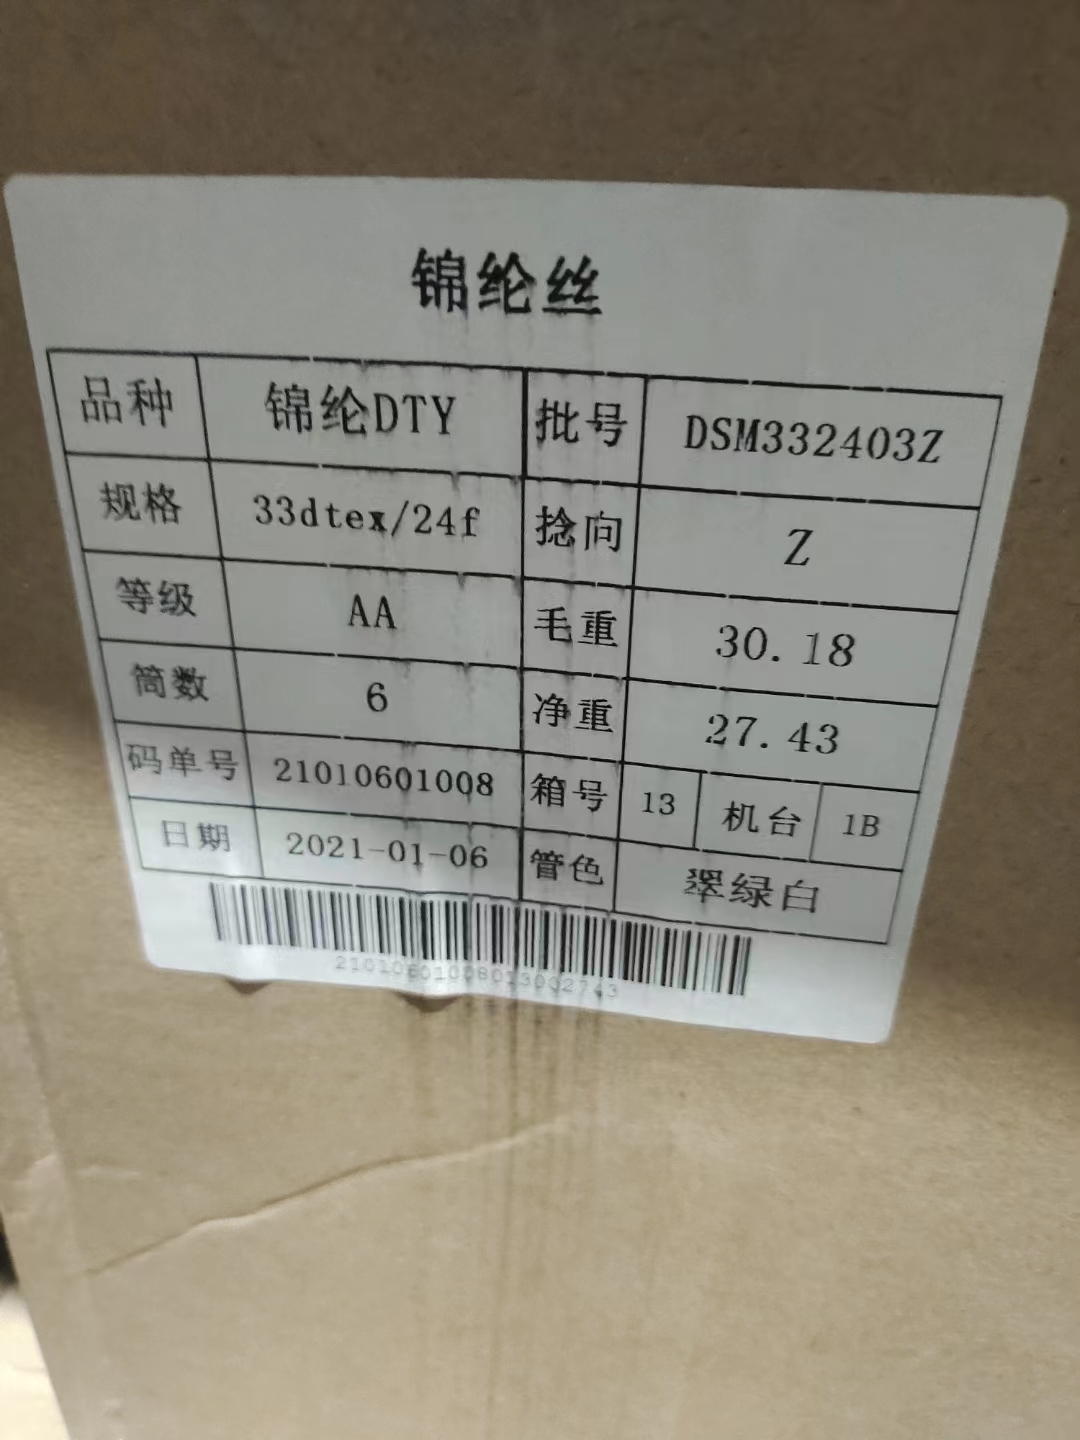 锦纶丝
品种 锦纶DTY 批号 DSM332403Z
规格 33dtex/24f 捻向 Z
等级 AA 毛重 30.18
筒数 6 净重 27.43
码单号 21010601008 箱号 13 机台 1B
日期 2021-01-06 管色 翠绿白
21010601008013002743